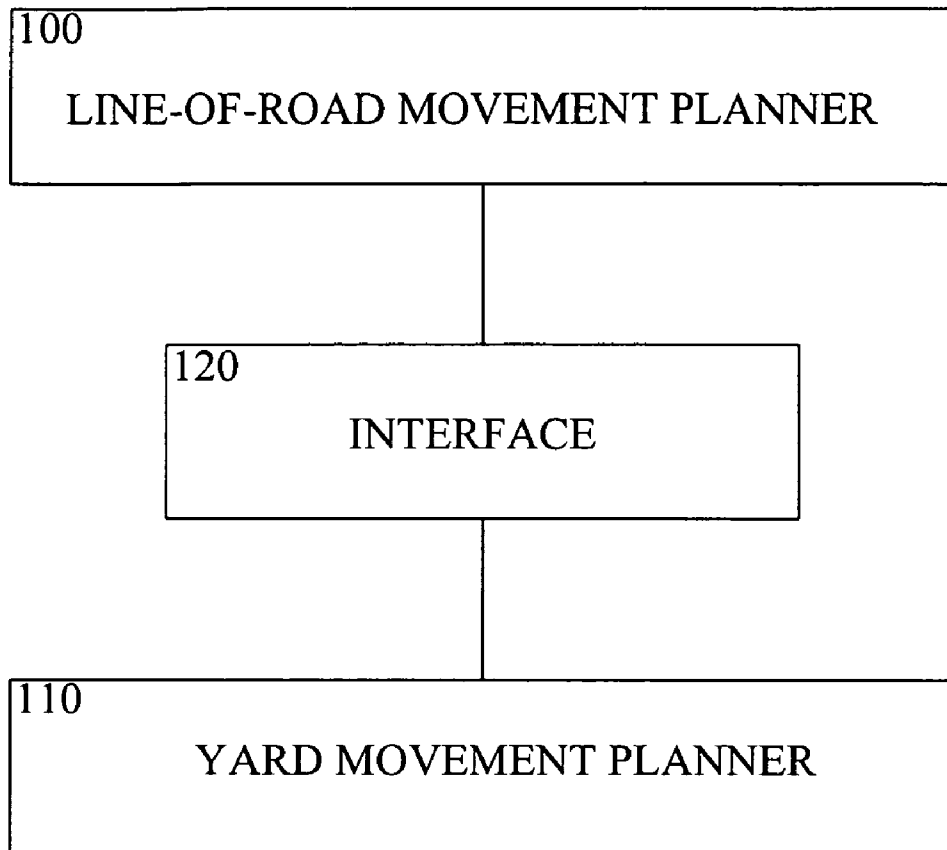 100
LINE-OF-ROAD MOVEMENT PLANNER
120
INTERFACE
110
YARD MOVEMENT PLANNER